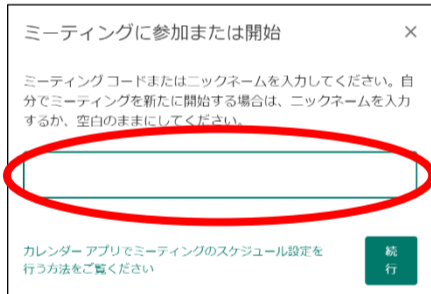 ミーティングに参加または開始
ミーティング コードまたはニックネームを入力してください。自
分でミーティングを新たに開始する場合は、ニックネームを入力
するか、空白のままにしてください。
カレンダー アプリでミーティングのスケジュール設定を
行う方法をご覧ください
続
行